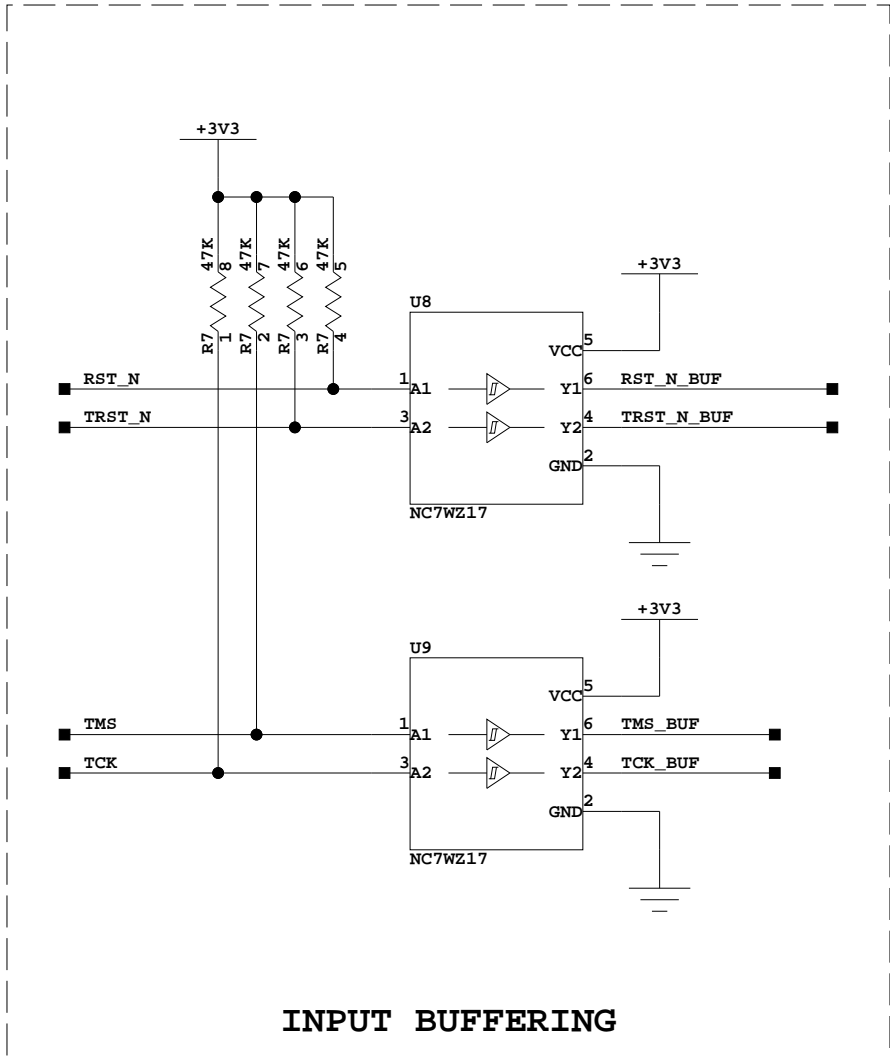 +3V3
47K 8 47K 7 47K 6 47K 5
R7 1 R7 2 R7 3 R7 4
+3V3
U8
VCC 5
RST_N 1 A1 Y1 6 RST_N_BUF
TRST_N 3 A2 Y2 4 TRST_N_BUF
GND 2
NC7WZ17
+3V3
U9
VCC 5
TMS 1 A1 Y1 6 TMS_BUF
TCK 3 A2 Y2 4 TCK_BUF
GND 2
NC7WZ17
INPUT BUFFERING